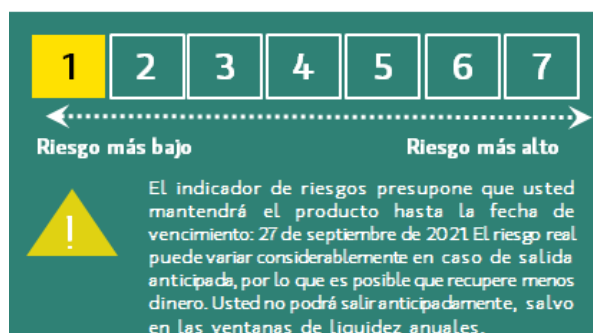 1 2 3 4 5 6 7
Riesgo más bajo Riesgo más alto
!
El indicador de riesgos presupone que usted
mantendrá el producto hasta la fecha de
vencimiento: 27 de septiembre de 2021 El riesgo real
puede variar considerablemente en caso de salida
anticipada, por lo que es posible que recupere menos
dinero. Usted no podrá salir anticipadamente, salvo
en las ventanas de liquidez anuales.